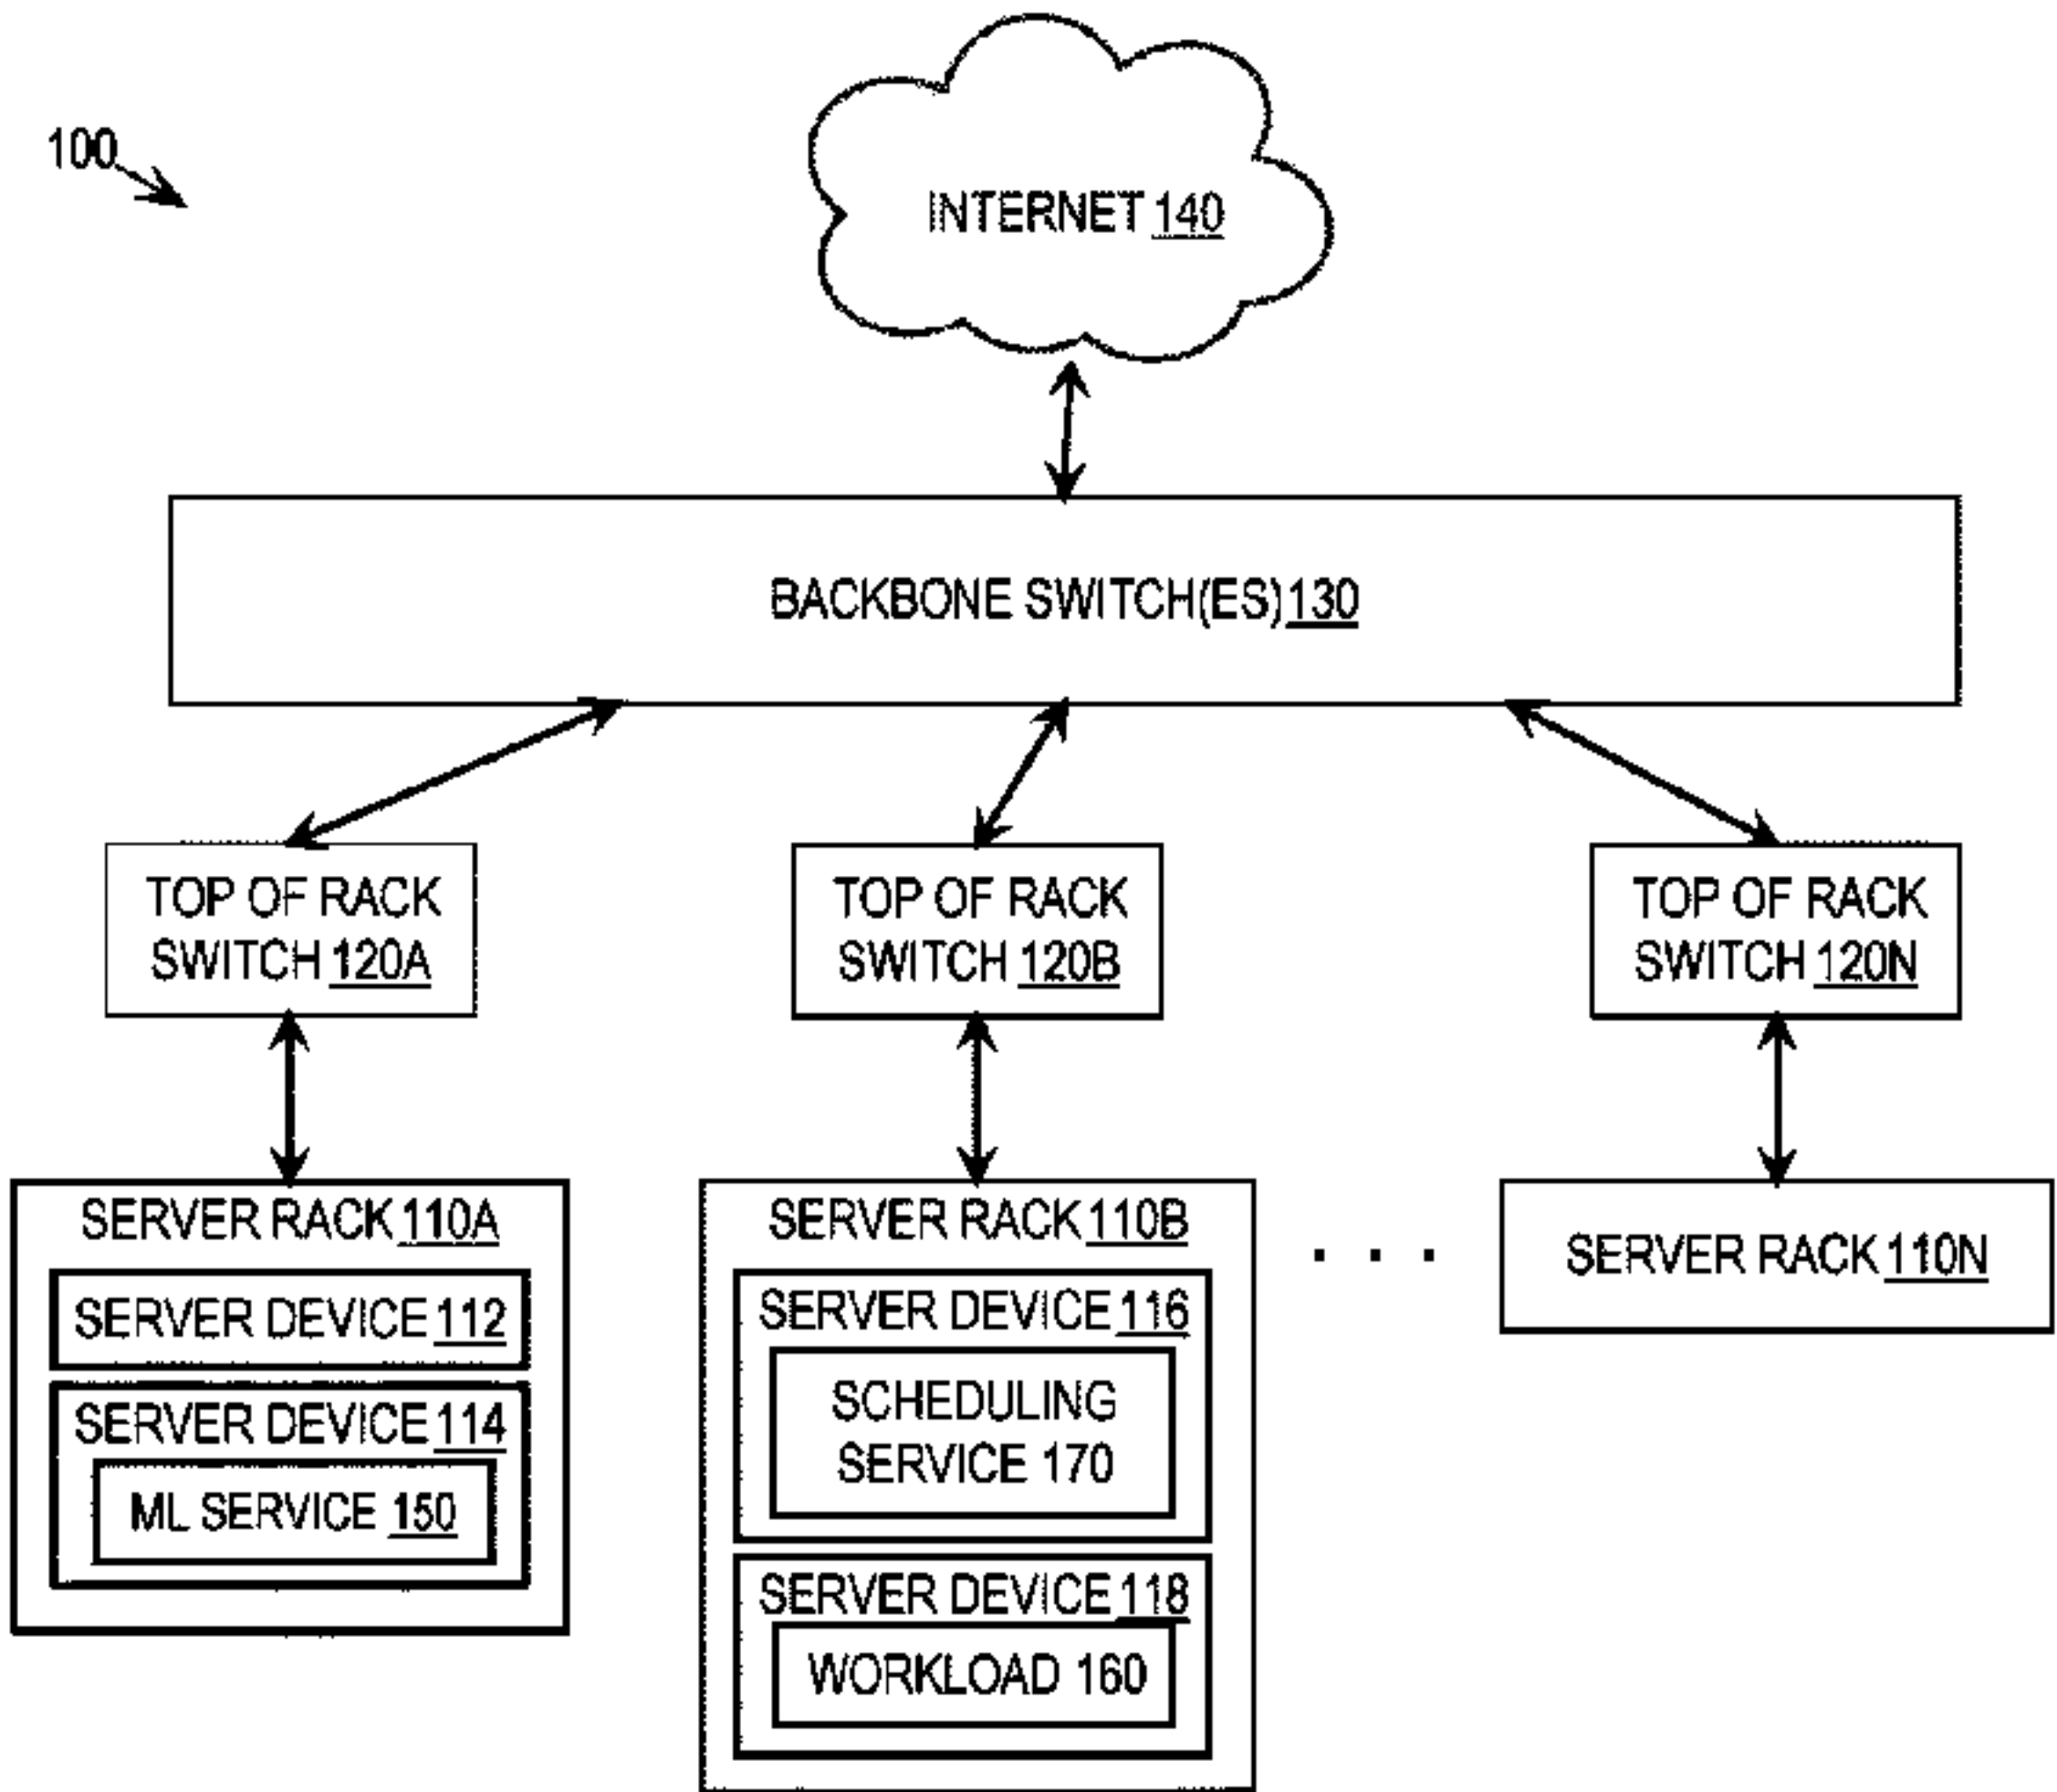 100
INTERNET 140
BACKBONE SWITCH(ES) 130
TOP OF RACK
SWITCH 120A
TOP OF RACK
SWITCH 120B
TOP OF RACK
SWITCH 120N
SERVER RACK 110A
SERVER DEVICE 112
SERVER DEVICE 114
ML SERVICE 150
SERVER RACK 110B
SERVER DEVICE 116
SCHEDULING
SERVICE 170
SERVER DEVICE 118
WORKLOAD 160
. . .
SERVER RACK 110N